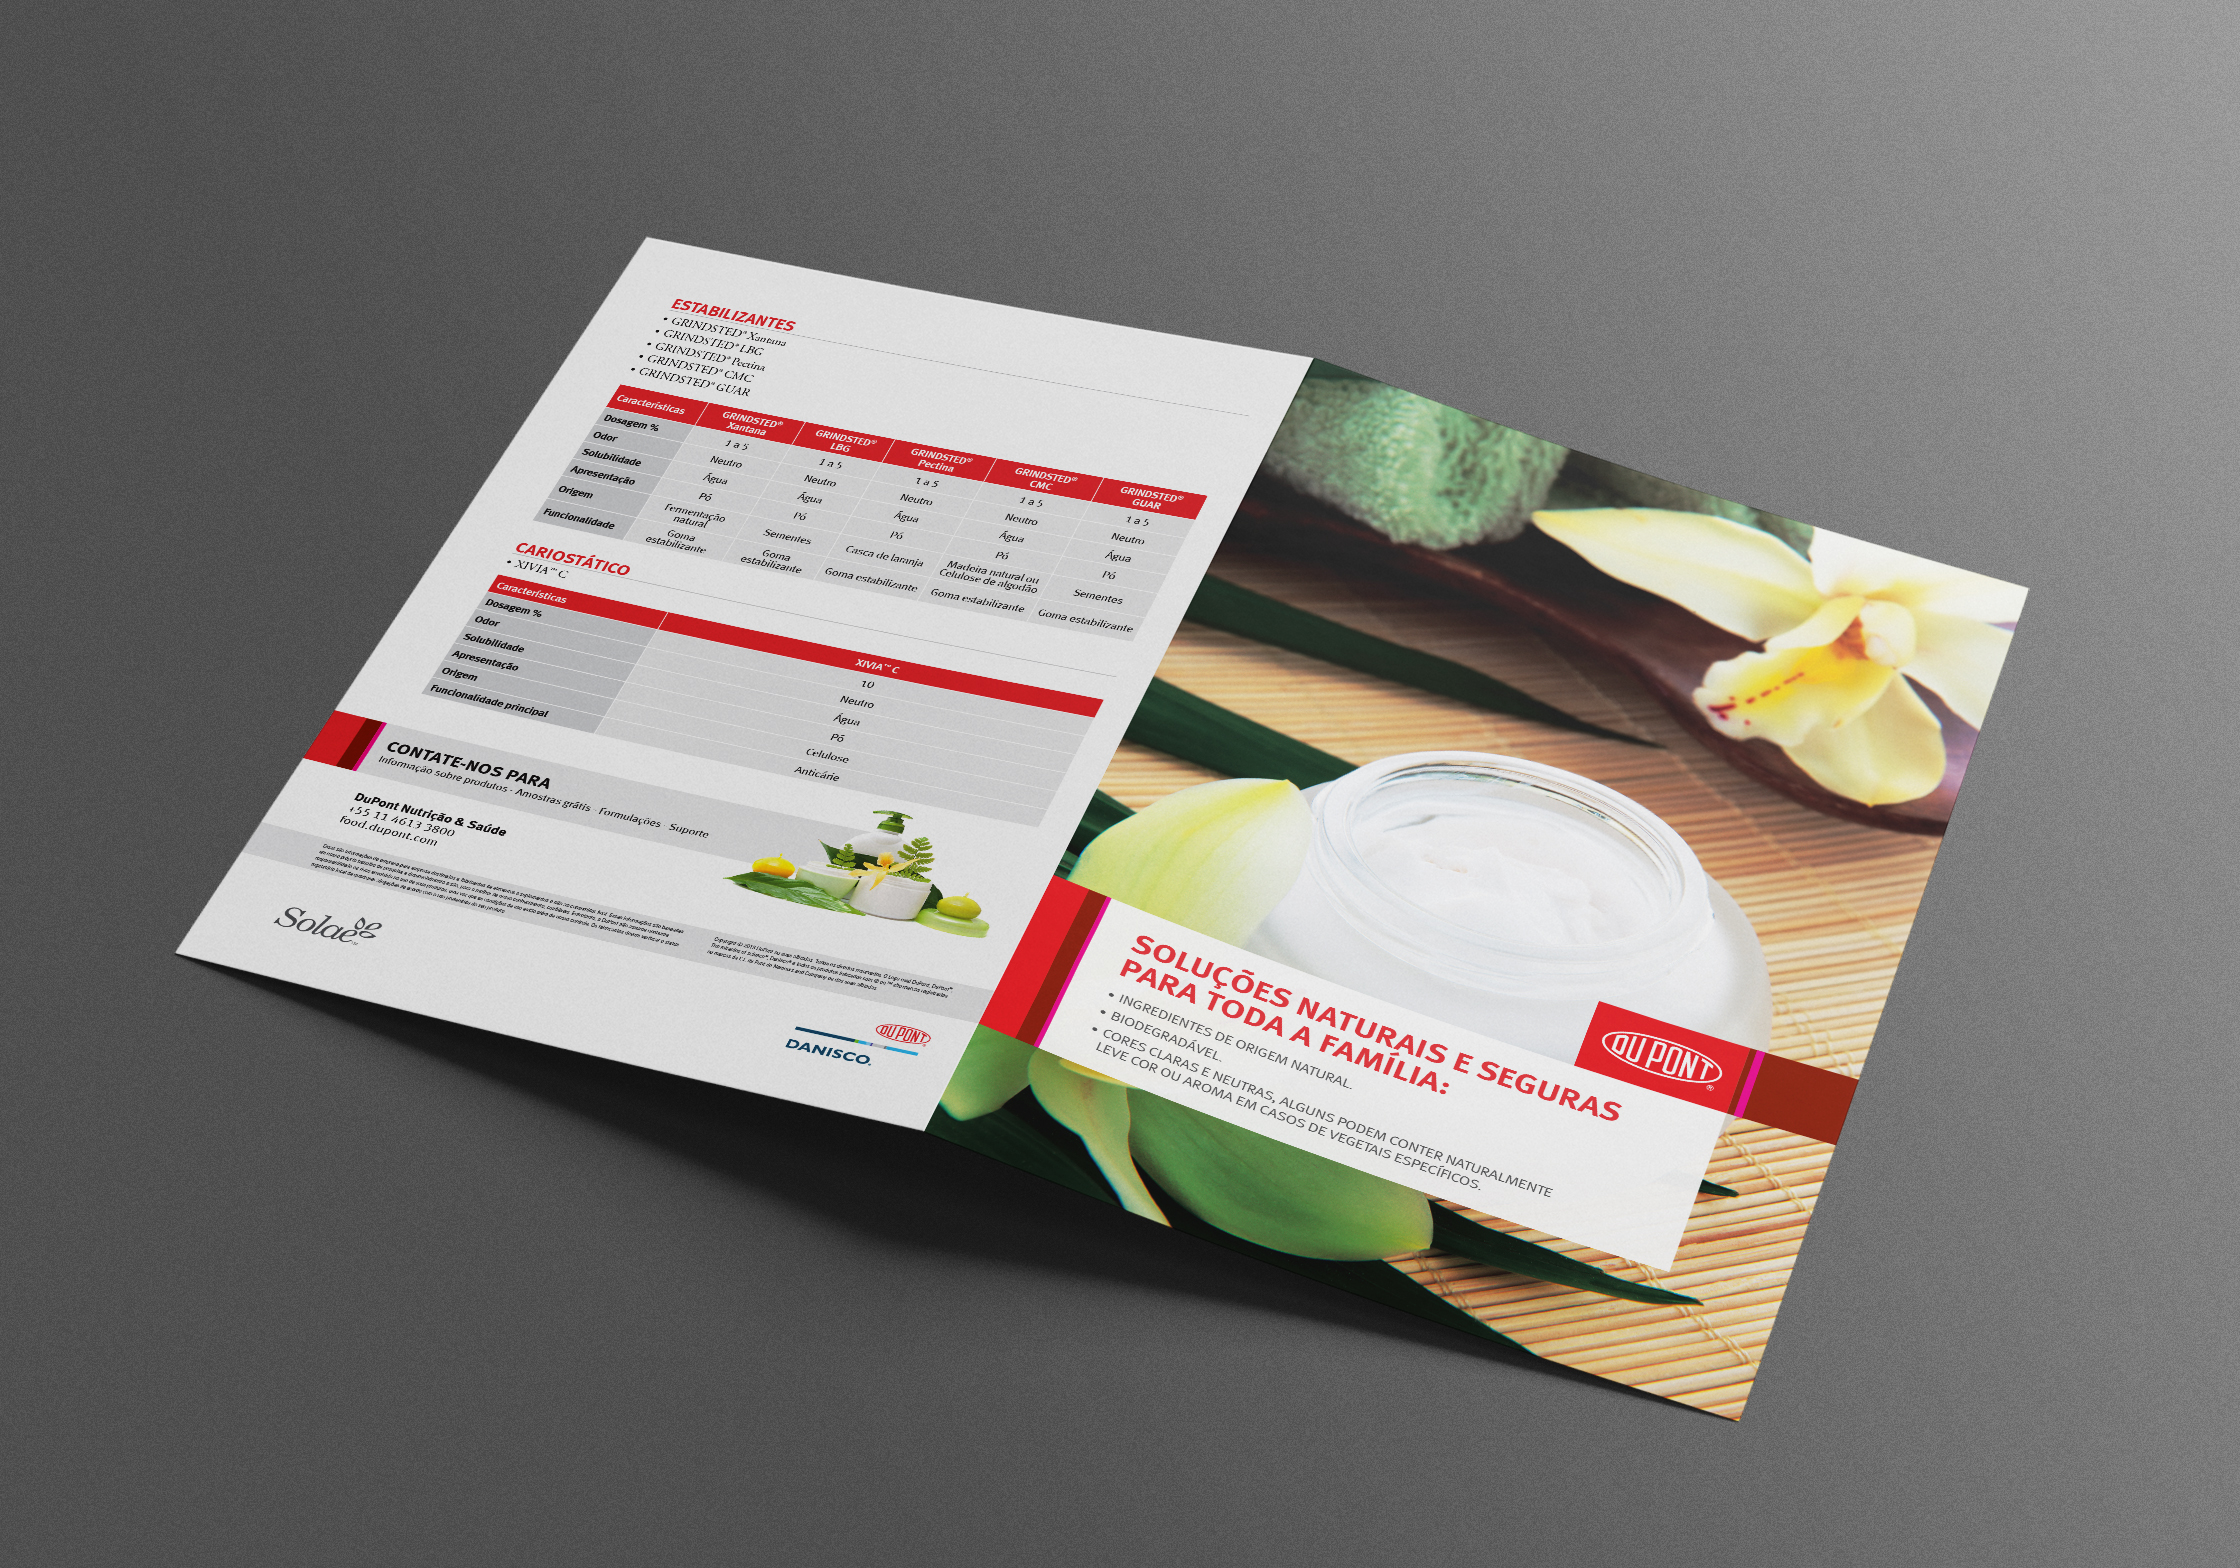 ESTABILIZANTES
• GRINDSTED® Xantana
• GRINDSTED® LBG
• GRINDSTED® Pectina
• GRINDSTED® CMC
• GRINDSTED® GUAR
Características
GRINDSTED® Xantana
GRINDSTED® LBG
GRINDSTED® Pectina
GRINDSTED® CMC
GRINDSTED® GUAR
Dosagem % 1 a 5 1 a 5 1 a 5 1 a 5 1 a 5
Odor Neutro Neutro Neutro Neutro Neutro
Solubilidade Água Água Água Água Água
Apresentação Pó Pó Pó Pó Pó
Origem Fermentação natural Sementes Casca de laranja Madeira natural ou Celulose de algodão Sementes
Funcionalidade Goma estabilizante Goma estabilizante Goma estabilizante Goma estabilizante Goma estabilizante
CARIOSTÁTICO
• XIVIA™ C
Características XIVIA™ C
Dosagem % 10
Odor Neutro
Solubilidade Água
Apresentação Pó
Origem Celulose
Funcionalidade principal Anticárie
CONTATE-NOS PARA
Informação sobre produtos - Amostras grátis - Formulações - Suporte
DuPont Nutrição & Saúde
+55 11 4613 3800
food.dupont.com
Solae
DANISCO.
DU PONT
SOLUÇÕES NATURAIS E SEGURAS
PARA TODA A FAMÍLIA:
• INGREDIENTES DE ORIGEM NATURAL.
• BIODEGRADÁVEL.
• CORES CLARAS E NEUTRAS, ALGUNS PODEM CONTER NATURALMENTE
LEVE COR OU AROMA EM CASOS DE VEGETAIS ESPECÍFICOS.
DU PONT®